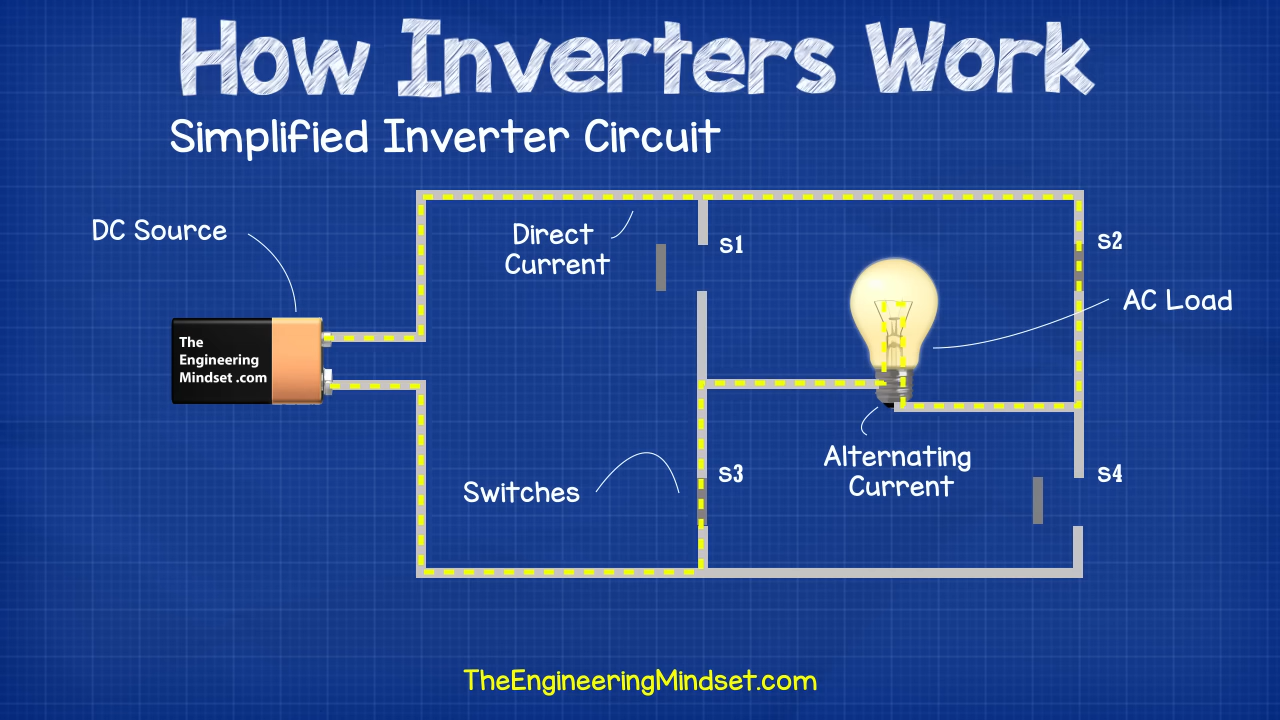 How Inverters Work
Simplified Inverter Circuit
DC Source
Direct
Current
S1
S2
AC Load
The
Engineering
Mindset .com
Alternating
Current
Switches
S3
S4
TheEngineeringMindset.com